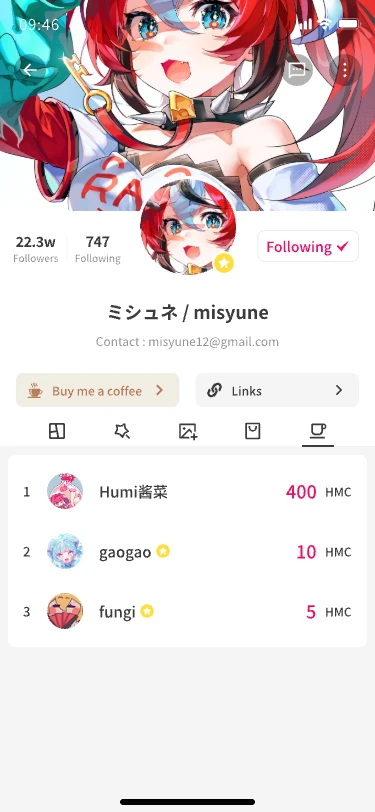 09:46
RA
22.3w
Followers
747
Following
Following
ミシュネ / misyune
Contact : misyune12@gmail.com
Buy me a coffee
Links
1 Humi酱菜 400 HMC
2 gaogao 10 HMC
3 fungi 5 HMC